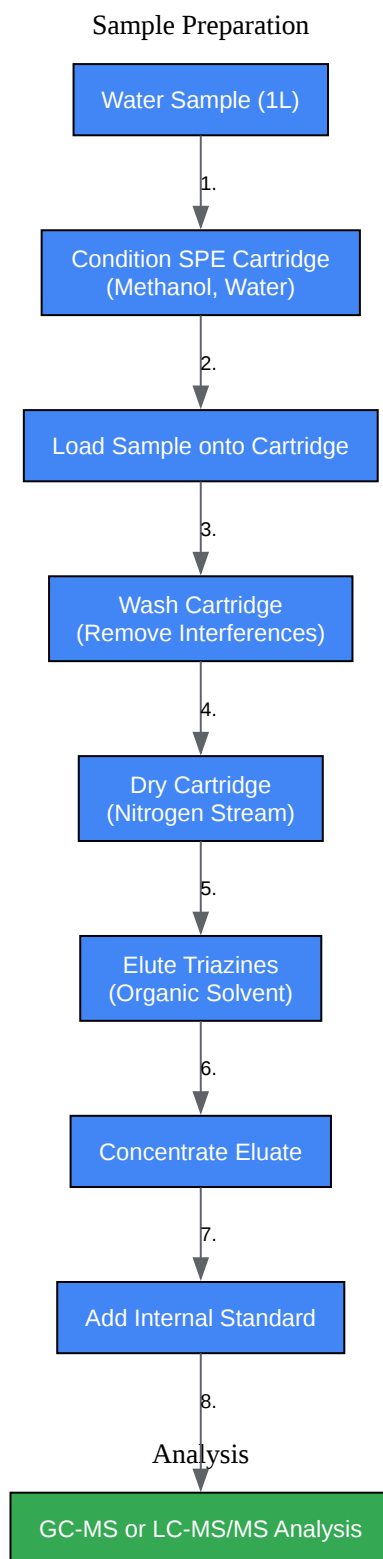 Sample Preparation
Water Sample (1L)
1.
Condition SPE Cartridge
(Methanol, Water)
2.
Load Sample onto Cartridge
3.
Wash Cartridge
(Remove Interferences)
4.
Dry Cartridge
(Nitrogen Stream)
5.
Elute Triazines
(Organic Solvent)
6.
Concentrate Eluate
7.
Add Internal Standard
8.
Analysis
GC-MS or LC-MS/MS Analysis